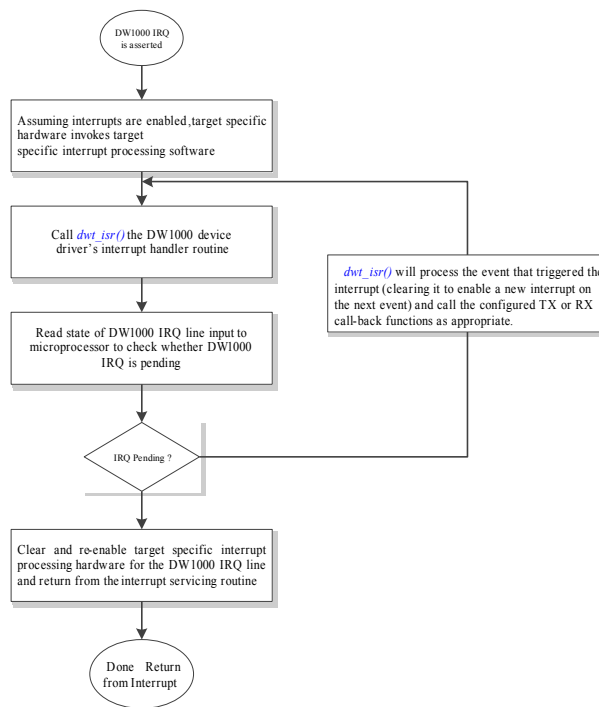 DW1000 IRQ
is asserted
Assuming interrupts are enabled,target specific
hardware invokes target
specific interrupt processing software
Call dwt_isr() the DW1000 device
driver's interrupt handler routine
dwt_isr() will process the event that triggered the
interrupt (clearing it to enable a new interrupt on
the next event) and call the configured TX or RX
call-back functions as appropriate.
Read state of DW1000 IRQ line input to
microprocessor to check whether DW1000
IRQ is pending
IRQ Pending ?
Clear and re-enable target specific interrupt
processing hardware for the DW1000 IRQ line
and return from the interrupt servicing routine
Done Return
from Interrupt